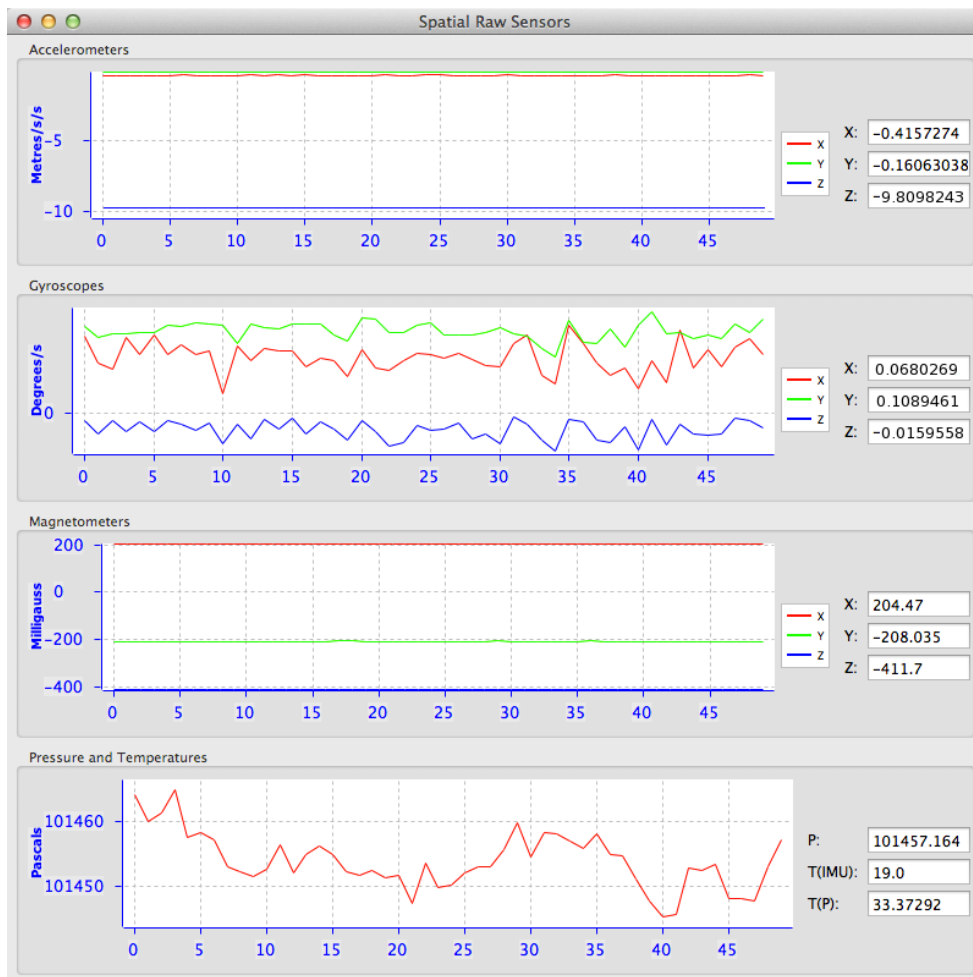 Spatial Raw Sensors
Accelerometers
Metres/s/s
−5
−10
0 5 10 15 20 25 30 35 40 45
X
Y
Z
X: −0.4157274
Y: −0.16063038
Z: −9.8098243
Gyroscopes
Degrees/s
0
0 5 10 15 20 25 30 35 40 45
X
Y
Z
X: 0.0680269
Y: 0.1089461
Z: −0.0159558
Magnetometers
Milligauss
200
0
−200
−400
0 5 10 15 20 25 30 35 40 45
X
Y
Z
X: 204.47
Y: −208.035
Z: −411.7
Pressure and Temperatures
Pascals
101460
101450
0 5 10 15 20 25 30 35 40 45
P: 101457.164
T(IMU): 19.0
T(P): 33.37292